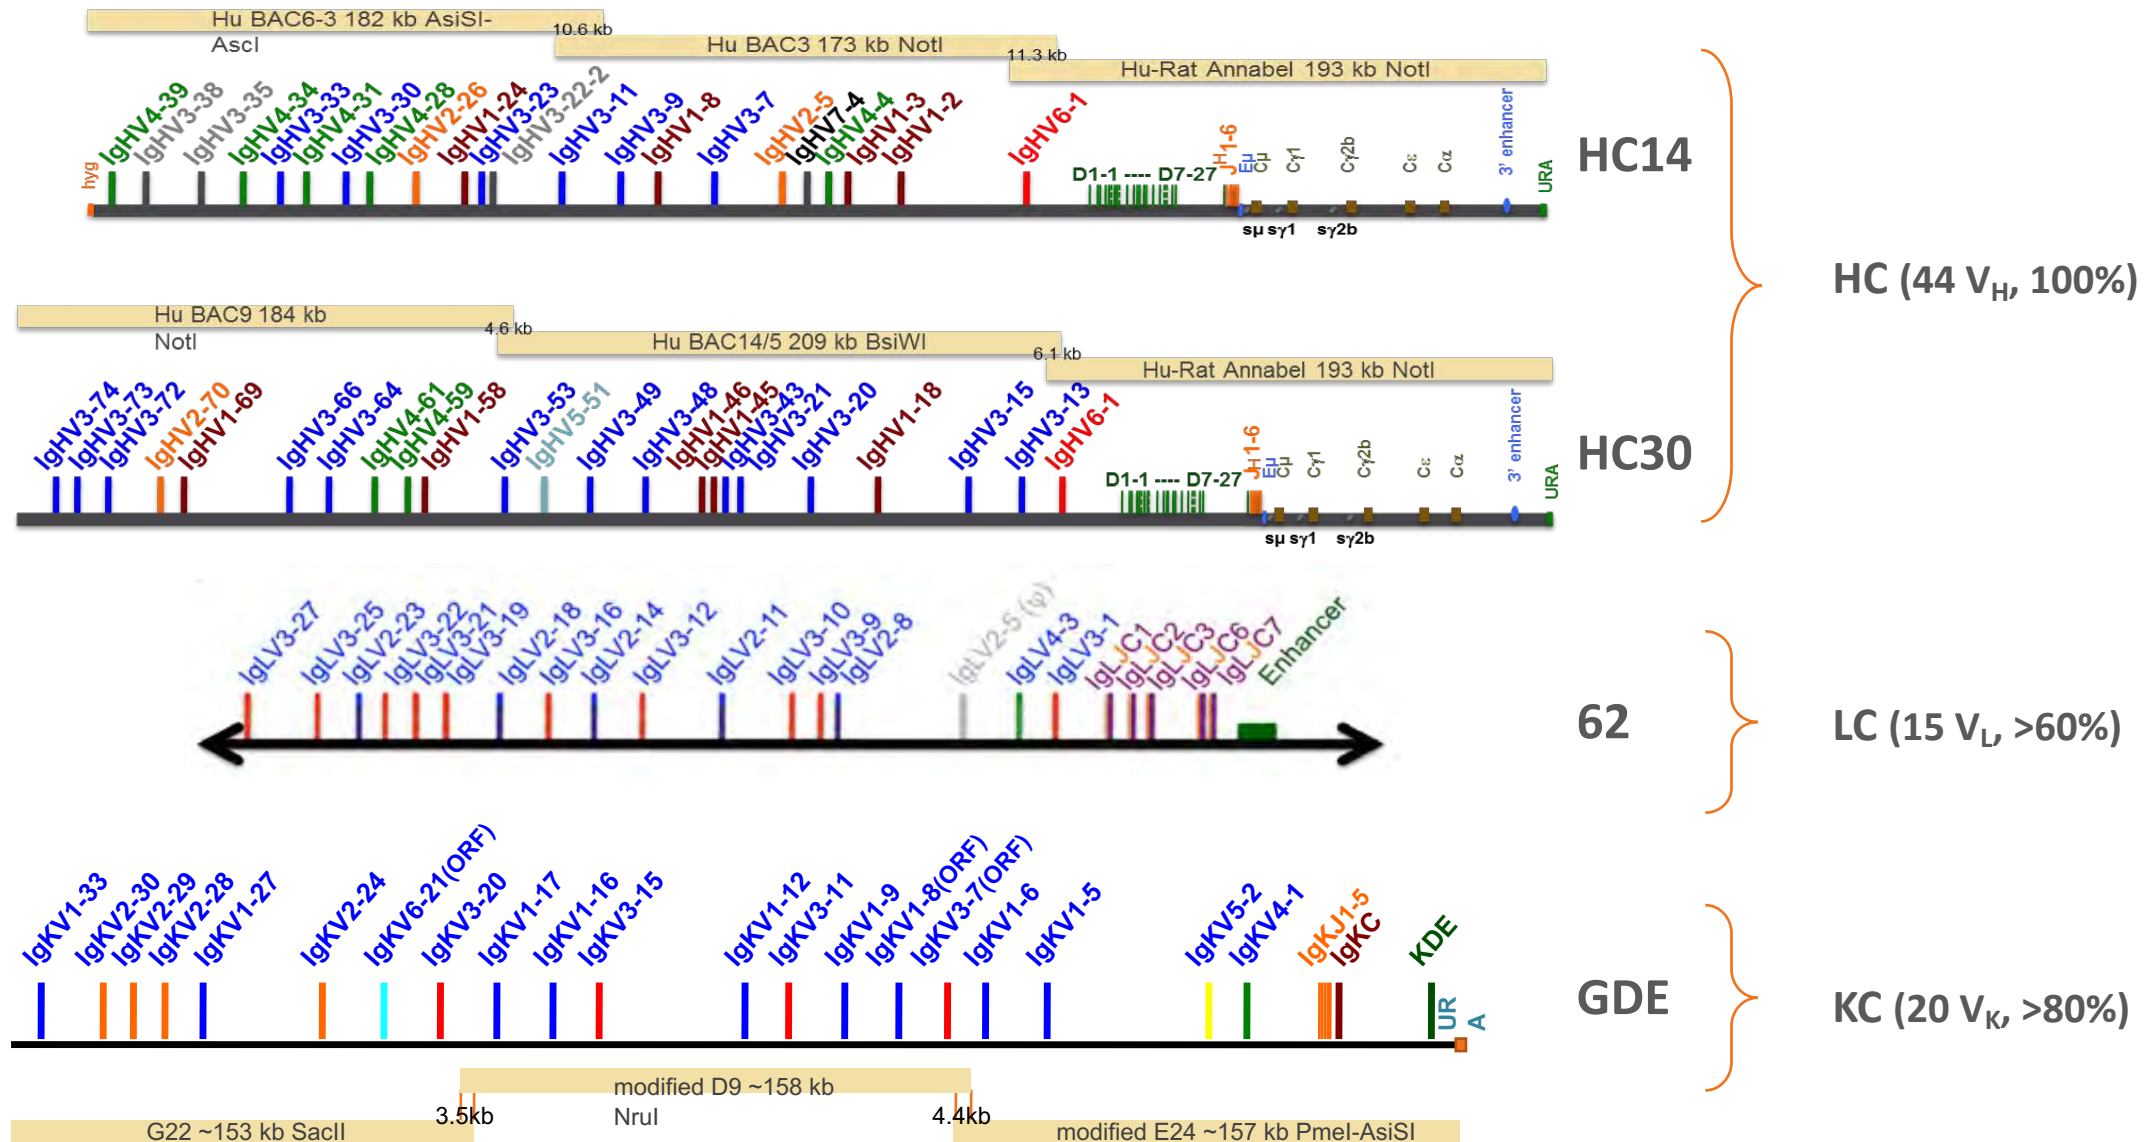 Hu BAC6-3 182 kb AsiSI-
AscI
10.6 kb
Hu BAC3 173 kb NotI
11.3 kb
Hu-Rat Annabel 193 kb NotI
hyg
IgHV4-39
IgHV3-38
IgHV3-35
IgHV4-34
IgHV3-33
IgHV4-31
IgHV3-30
IgHV4-28
IgHV2-26
IgHV1-24
IgHV3-23
IgHV3-22-2
IgHV3-11
IgHV3-9
IgHV1-8
IgHV3-7
IgHV2-5
IgHV7-4
IgHV4-4
IgHV1-3
IgHV1-2
IgHV6-1
D1-1 ---- D7-27
JH1-6
Eµ
Cµ
Cγ1
Cγ2b
Cε
Cα
3' enhancer
URA
sµ sγ1 sγ2b
HC14
HC (44 VH, 100%)
Hu BAC9 184 kb
NotI
4.6 kb
Hu BAC14/5 209 kb BsiWI
6.1 kb
Hu-Rat Annabel 193 kb NotI
IgHV3-74
IgHV3-73
IgHV3-72
IgHV2-70
IgHV1-69
IgHV3-66
IgHV3-64
IgHV4-61
IgHV4-59
IgHV1-58
IgHV3-53
IgHV5-51
IgHV3-49
IgHV3-48
IgHV1-46
IgHV1-45
IgHV3-43
IgHV3-21
IgHV3-20
IgHV1-18
IgHV3-15
IgHV3-13
IgHV6-1
D1-1 ---- D7-27
JH1-6
Eµ
Cµ
Cγ1
Cγ2b
Cε
Cα
3' enhancer
URA
sµ sγ1 sγ2b
HC30
IgLV3-27
IgLV3-25
IgLV2-23
IgLV3-22
IgLV3-21
IgLV3-19
IgLV2-18
IgLV3-16
IgLV2-14
IgLV3-12
IgLV2-11
IgLV3-10
IgLV3-9
IgLV2-8
IgLV2-5 (φ)
IgLV4-3
IgLV3-1
IgLJC1
IgLJC2
IgLJC3
IgLJC6
IgLJC7
Enhancer
62
LC (15 VL, >60%)
IgKV1-33
IgKV2-30
IgKV2-29
IgKV2-28
IgKV1-27
IgKV2-24
IgKV6-21(ORF)
IgKV3-20
IgKV1-17
IgKV1-16
IgKV3-15
IgKV1-12
IgKV3-11
IgKV1-9
IgKV1-8(ORF)
IgKV3-7(ORF)
IgKV1-6
IgKV1-5
IgKV5-2
IgKV4-1
IgKJ1-5
IgKC
KDE
UR
A
GDE
KC (20 VK, >80%)
modified D9 ~158 kb
NruI
3.5kb
4.4kb
G22 ~153 kb SacII
modified E24 ~157 kb PmeI-AsiSI